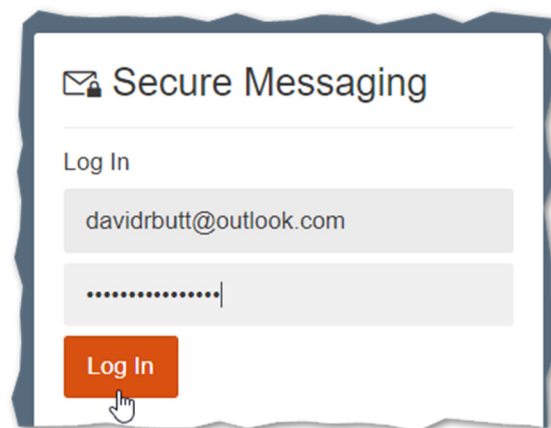 Secure Messaging
Log In
davidrbutt@outlook.com
••••••••••••••••
Log In